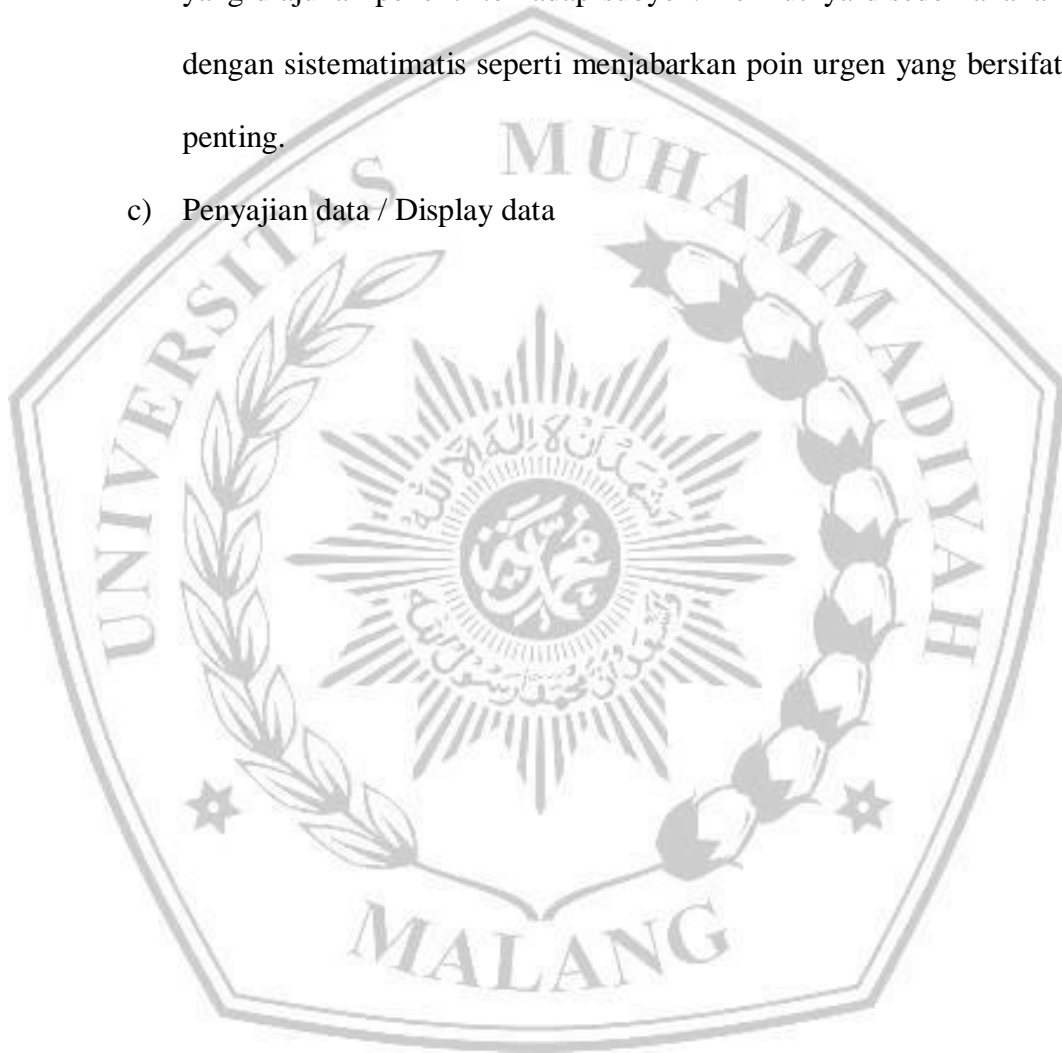 dengan sistematimatis seperti menjabarkan poin urgen yang bersifat
penting.
c) Penyajian data / Display data
UNIVERSITAS MUHAMMADIYAH
MALANG